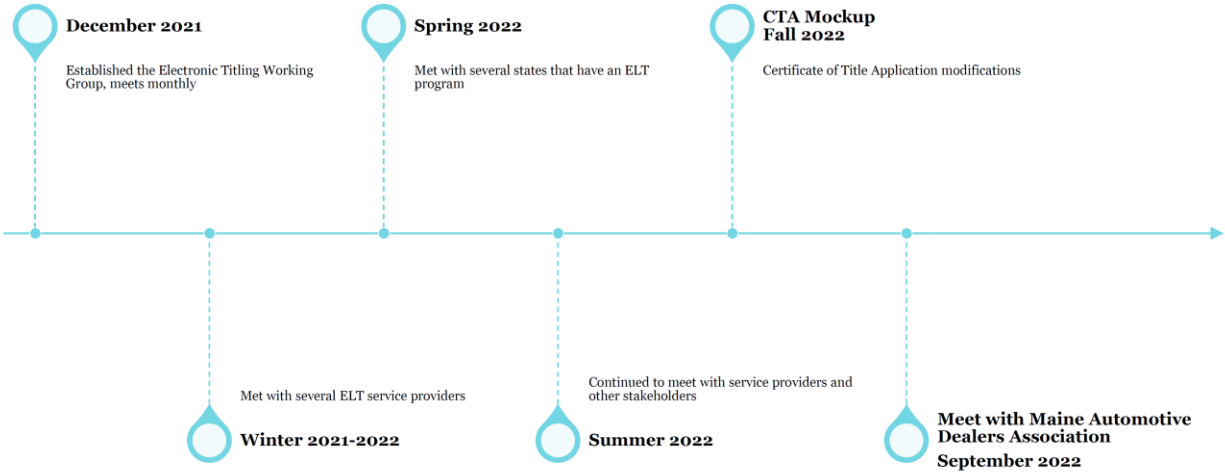 December 2021
Established the Electronic Titling Working
Group, meets monthly
Spring 2022
Met with several states that have an ELT
program
CTA Mockup
Fall 2022
Certificate of Title Application modifications
Met with several ELT service providers
Winter 2021-2022
Continued to meet with service providers and
other stakeholders
Summer 2022
Meet with Maine Automotive
Dealers Association
September 2022